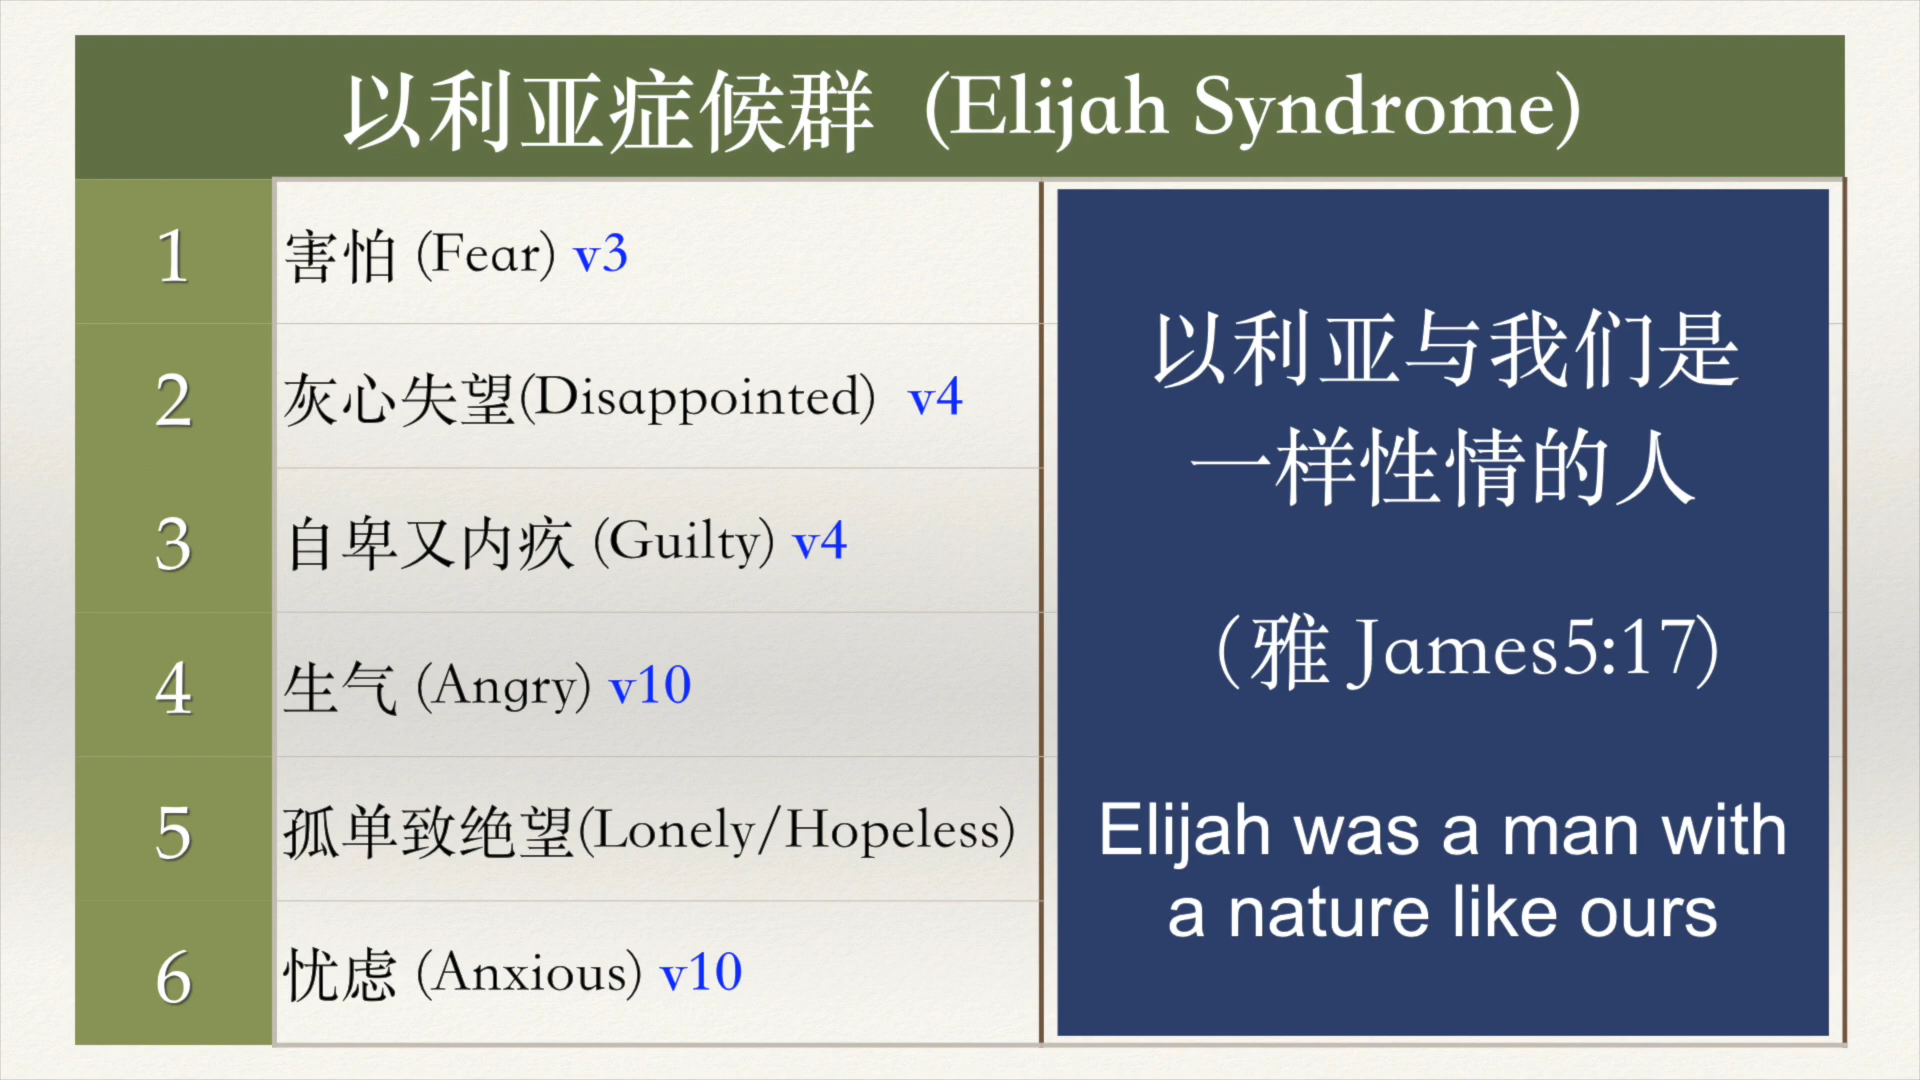 以利亚症候群 (Elijah Syndrome)
1 害怕 (Fear) v3
2 灰心失望(Disappointed) v4
3 自卑又内疚 (Guilty) v4
4 生气 (Angry) v10
5 孤单致绝望(Lonely/Hopeless)
6 忧虑 (Anxious) v10
以利亚与我们是
一样性情的人
（雅 James5:17)
Elijah was a man with
a nature like ours